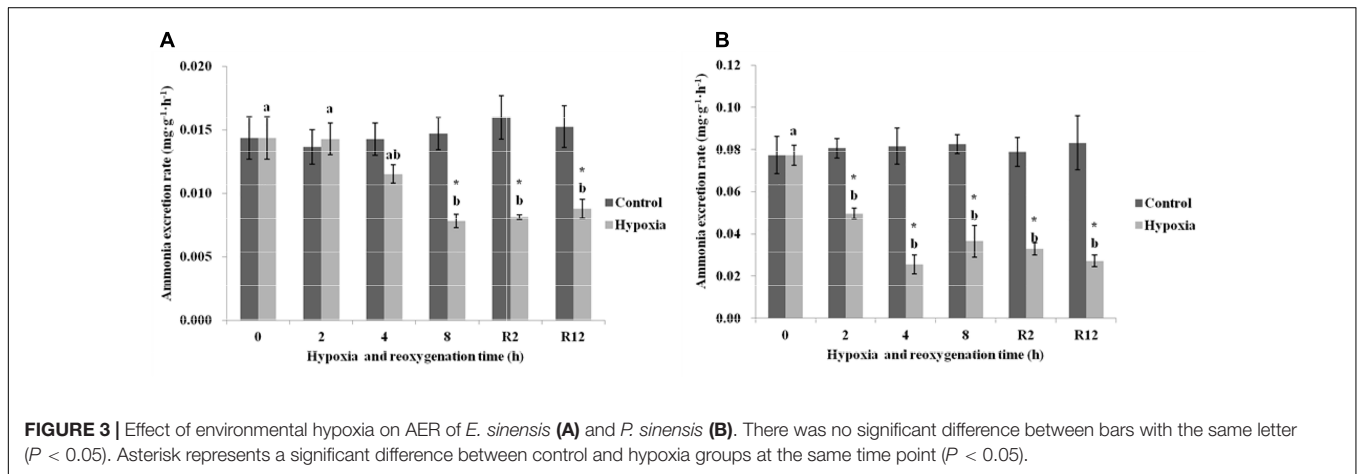 A
0.020
0.015
0.010
0.005
0.000
Ammonia excretion rate (mg·g⁻¹·h⁻¹)
a
a
ab
*
b
*
b
*
b
0
2
4
8
R2
R12
Hypoxia and reoxygenation time (h)
Control
Hypoxia
B
0.12
0.10
0.08
0.06
0.04
0.02
0.00
Ammonia excretion rate (mg·g⁻¹·h⁻¹)
a
*
b
*
b
*
b
*
b
*
b
0
2
4
8
R2
R12
Hypoxia and reoxygenation time (h)
Control
Hypoxia
FIGURE 3 | Effect of environmental hypoxia on AER of E. sinensis (A) and P. sinensis (B). There was no significant difference between bars with the same letter
(P < 0.05). Asterisk represents a significant difference between control and hypoxia groups at the same time point (P < 0.05).